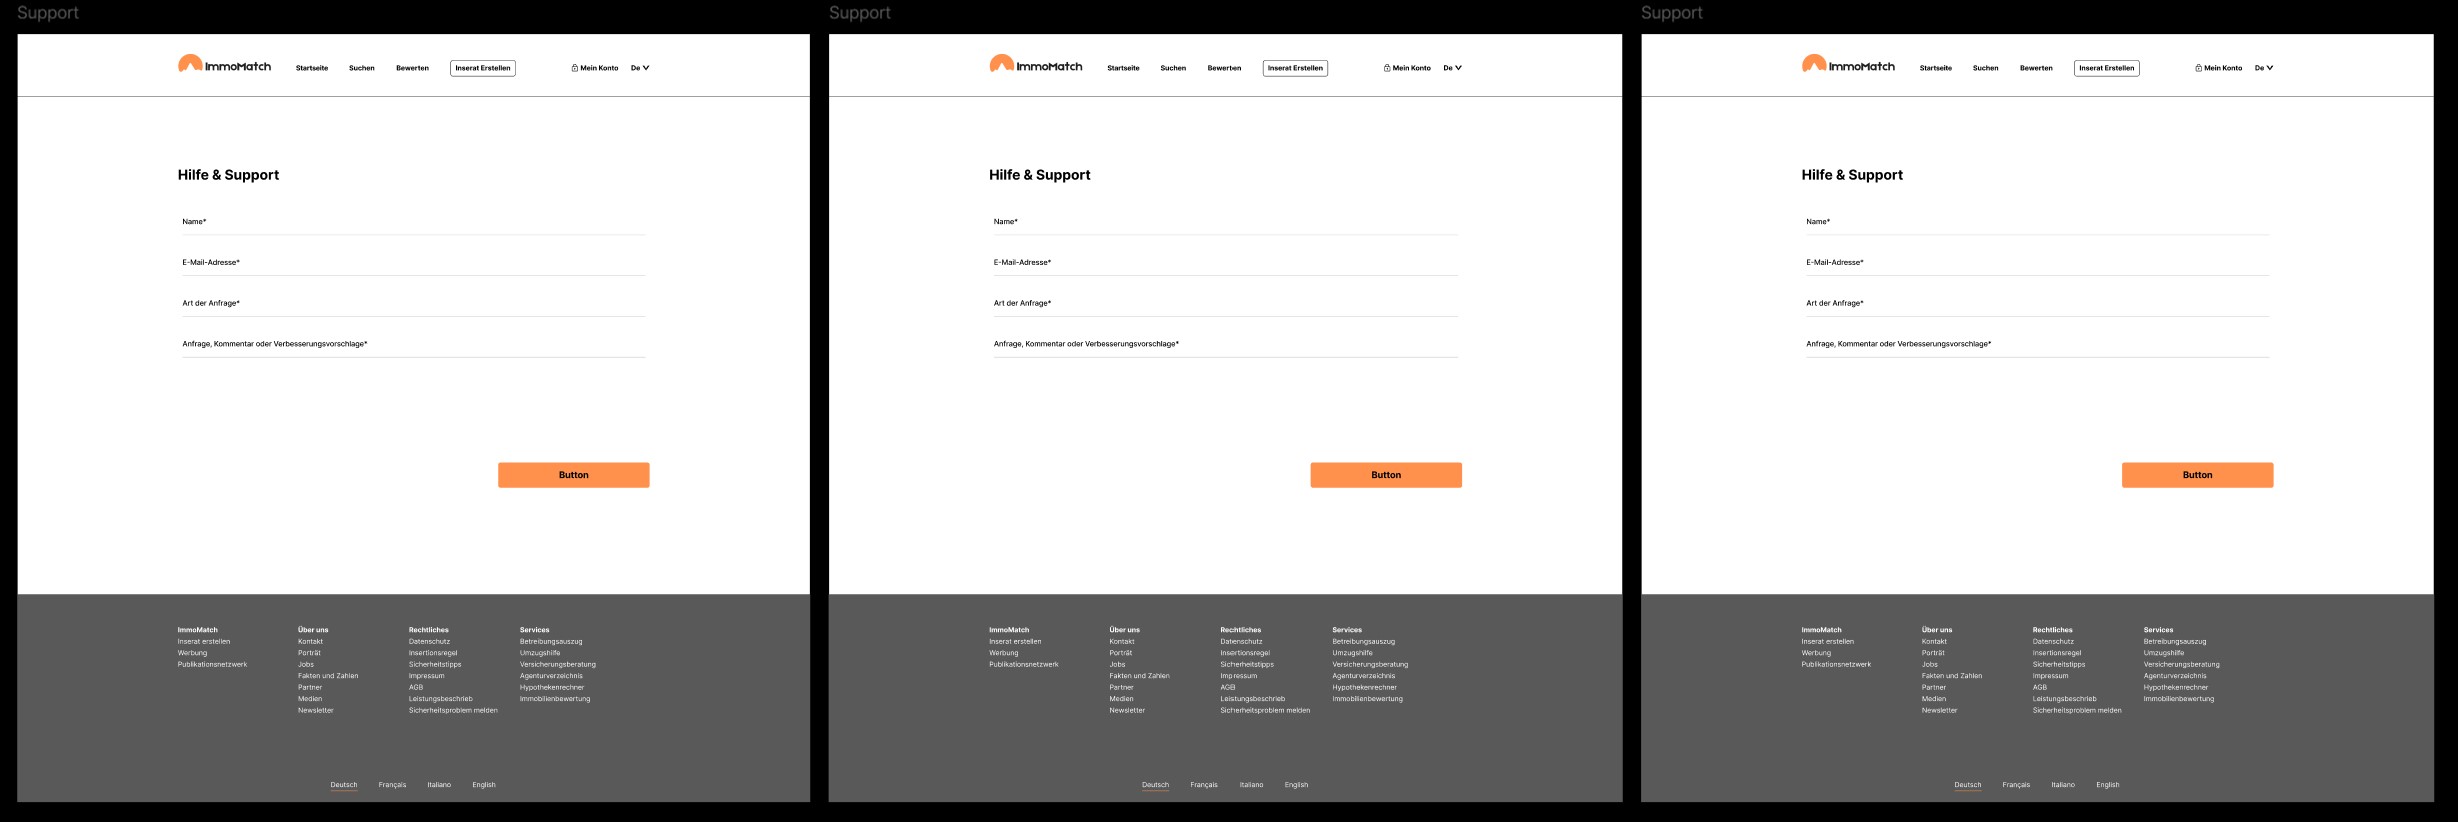 Support
ImmoMatch Startseite Suchen Bewerten Inserat Erstellen Mein Konto De
Hilfe & Support
Name*
E-Mail-Adresse*
Art der Anfrage*
Anfrage, Kommentar oder Verbesserungsvorschlage*
Button
ImmoMatch
Inserat erstellen
Werbung
Publikationsnetzwerk
Über uns
Kontakt
Porträt
Jobs
Fakten und Zahlen
Partner
Medien
Newsletter
Rechtliches
Datenschutz
Insertionsregel
Sicherheitstipps
Impressum
AGB
Leistungsbeschrieb
Sicherheitsproblem melden
Services
Betreibungsauszug
Umzugshilfe
Versicherungsberatung
Agenturverzeichnis
Hypothekenrechner
Immobilienbewertung
Deutsch Français Italiano English
Support
ImmoMatch Startseite Suchen Bewerten Inserat Erstellen Mein Konto De
Hilfe & Support
Name*
E-Mail-Adresse*
Art der Anfrage*
Anfrage, Kommentar oder Verbesserungsvorschlage*
Button
ImmoMatch
Inserat erstellen
Werbung
Publikationsnetzwerk
Über uns
Kontakt
Porträt
Jobs
Fakten und Zahlen
Partner
Medien
Newsletter
Rechtliches
Datenschutz
Insertionsregel
Sicherheitstipps
Impressum
AGB
Leistungsbeschrieb
Sicherheitsproblem melden
Services
Betreibungsauszug
Umzugshilfe
Versicherungsberatung
Agenturverzeichnis
Hypothekenrechner
Immobilienbewertung
Deutsch Français Italiano English
Support
ImmoMatch Startseite Suchen Bewerten Inserat Erstellen Mein Konto De
Hilfe & Support
Name*
E-Mail-Adresse*
Art der Anfrage*
Anfrage, Kommentar oder Verbesserungsvorschlage*
Button
ImmoMatch
Inserat erstellen
Werbung
Publikationsnetzwerk
Über uns
Kontakt
Porträt
Jobs
Fakten und Zahlen
Partner
Medien
Newsletter
Rechtliches
Datenschutz
Insertionsregel
Sicherheitstipps
Impressum
AGB
Leistungsbeschrieb
Sicherheitsproblem melden
Services
Betreibungsauszug
Umzugshilfe
Versicherungsberatung
Agenturverzeichnis
Hypothekenrechner
Immobilienbewertung
Deutsch Français Italiano English